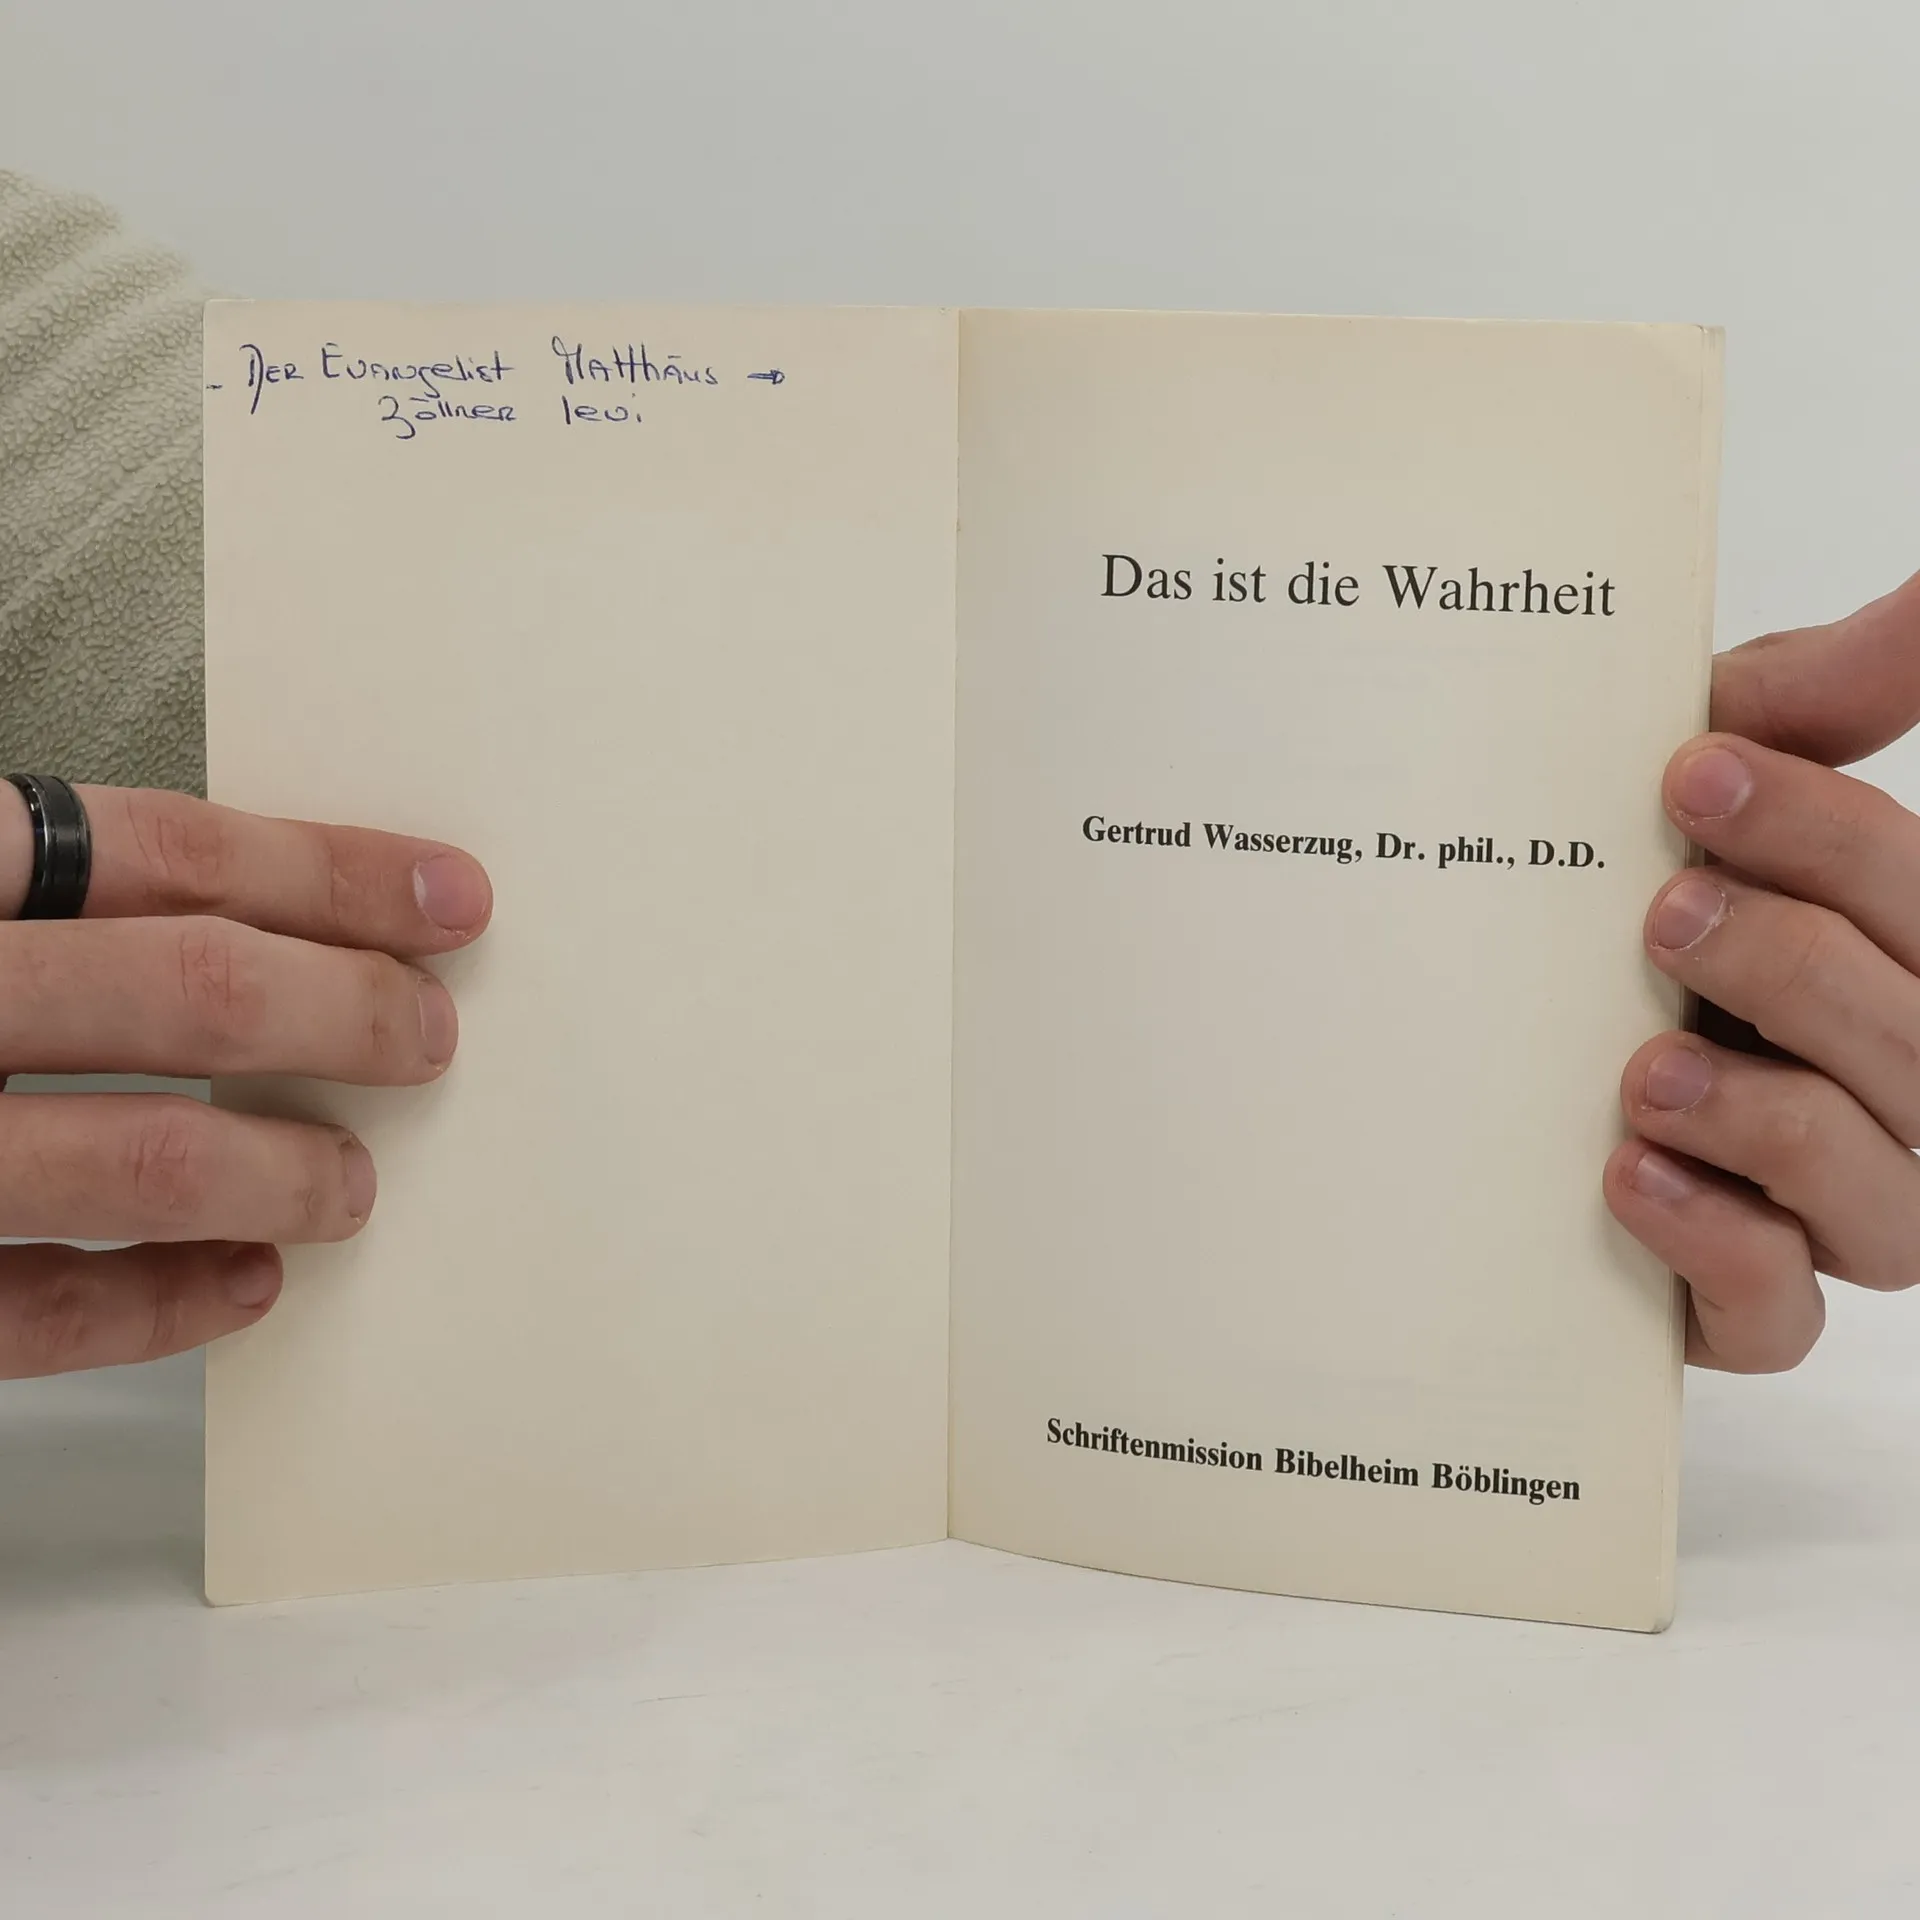 - Der Evangelist Matthäus →
Zöllner levi
Das ist die Wahrheit
Gertrud Wasserzug, Dr. phil., D.D.
Schriftenmission Bibelheim Böblingen